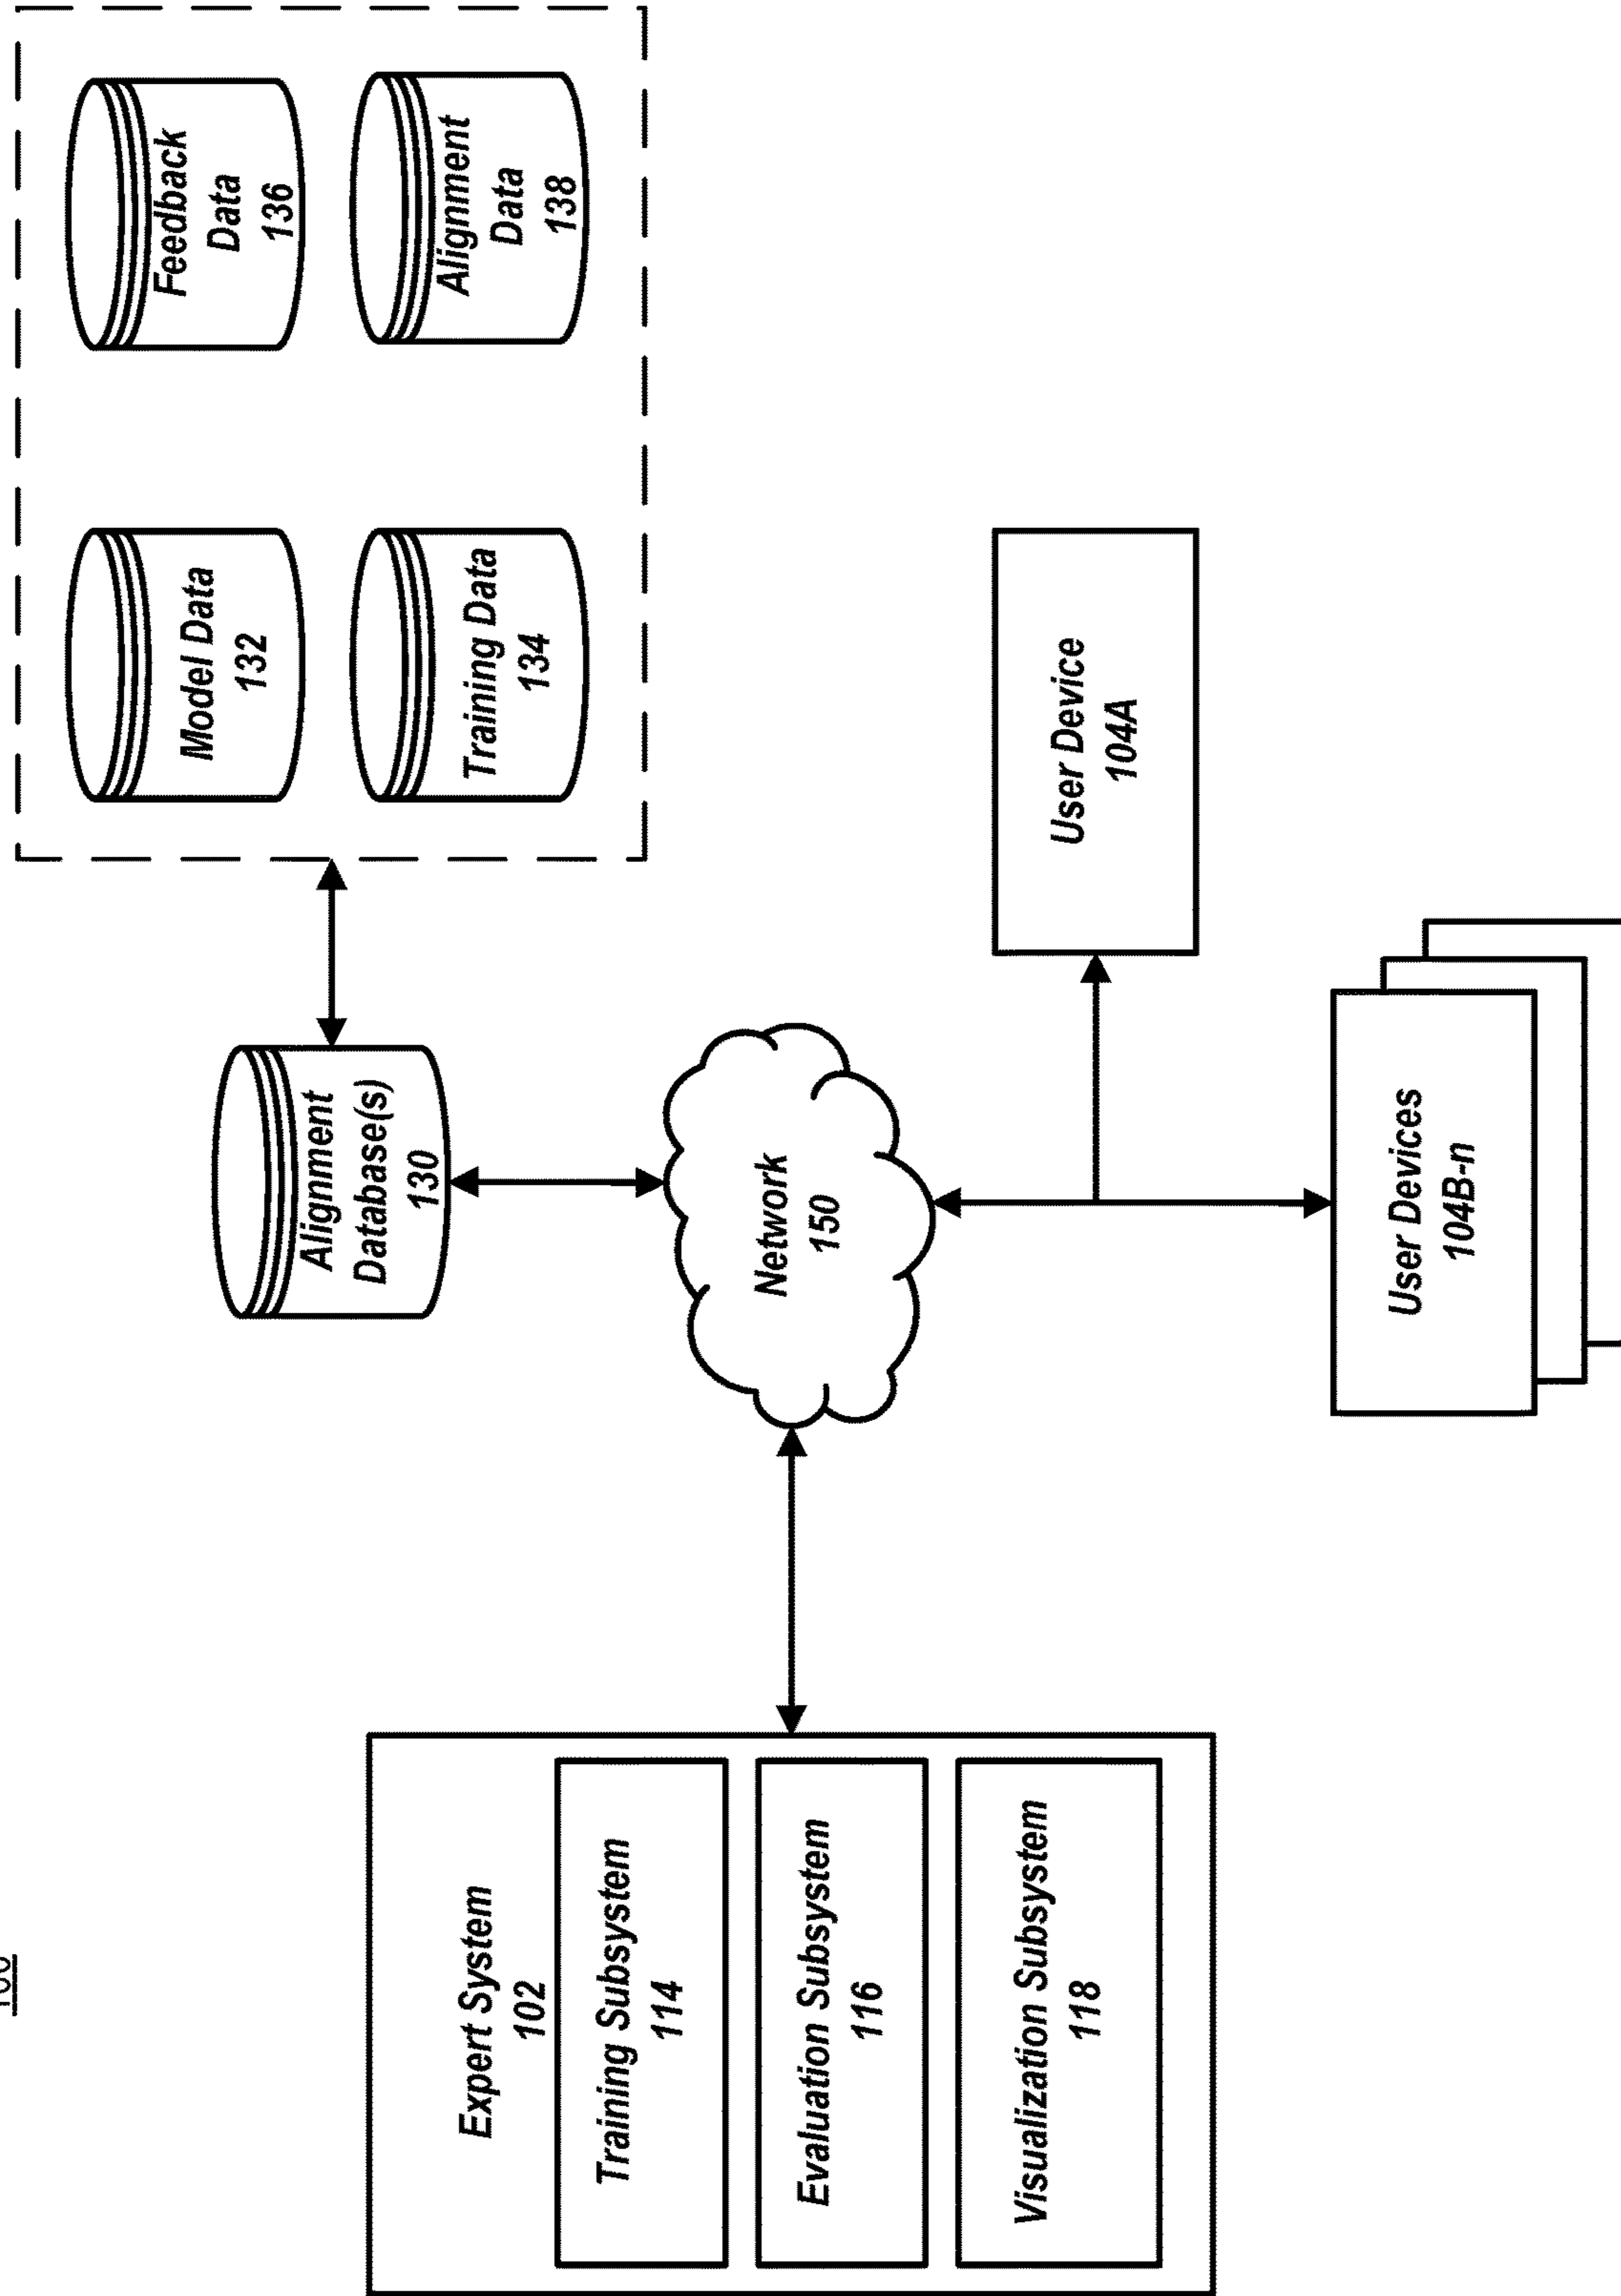 100
Expert System
102
Training Subsystem
114
Evaluation Subsystem
116
Visualization Subsystem
118
Alignment
Database(s)
130
Network
150
Model Data
132
Feedback
Data
136
Training Data
134
Alignment
Data
138
User Device
104A
User Devices
104B-n